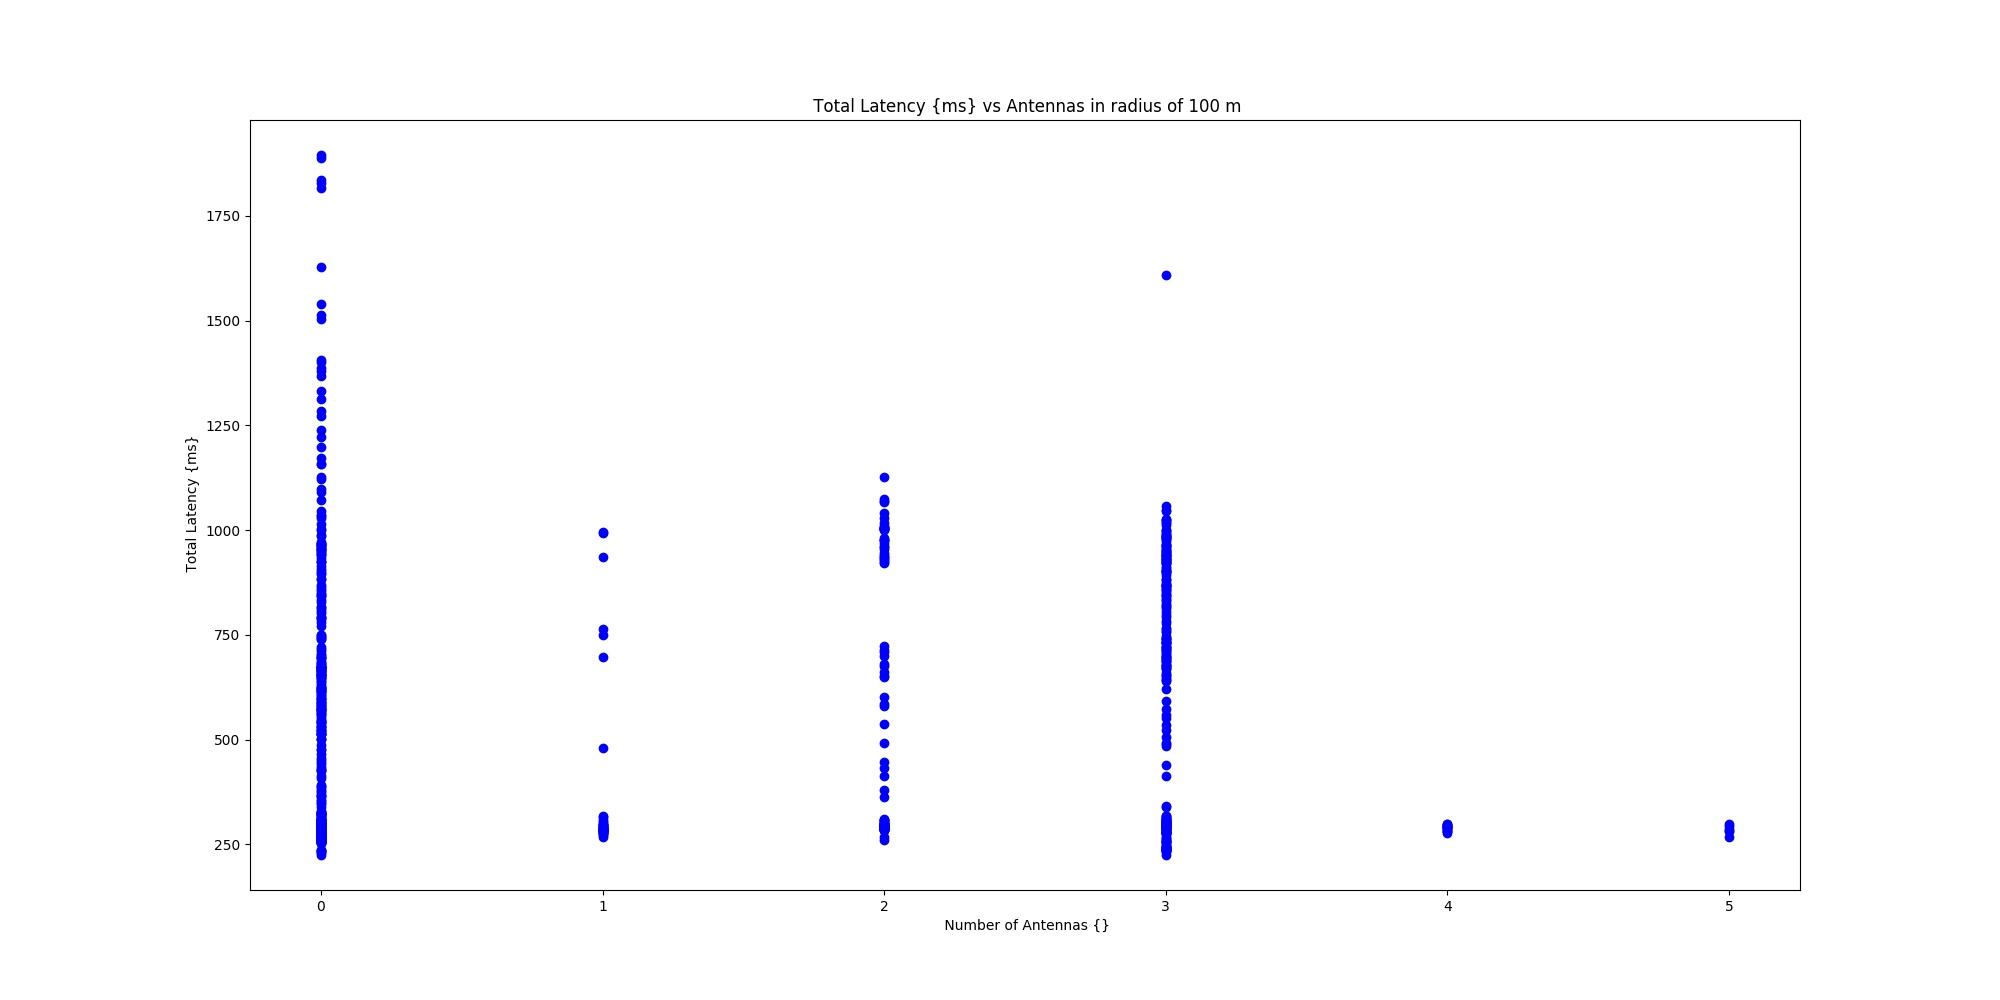 Total Latency {ms} vs Antennas in radius of 100 m
1750
1500
1250
1000
750
500
250
Total Latency {ms}
0 1 2 3 4 5
Number of Antennas {}